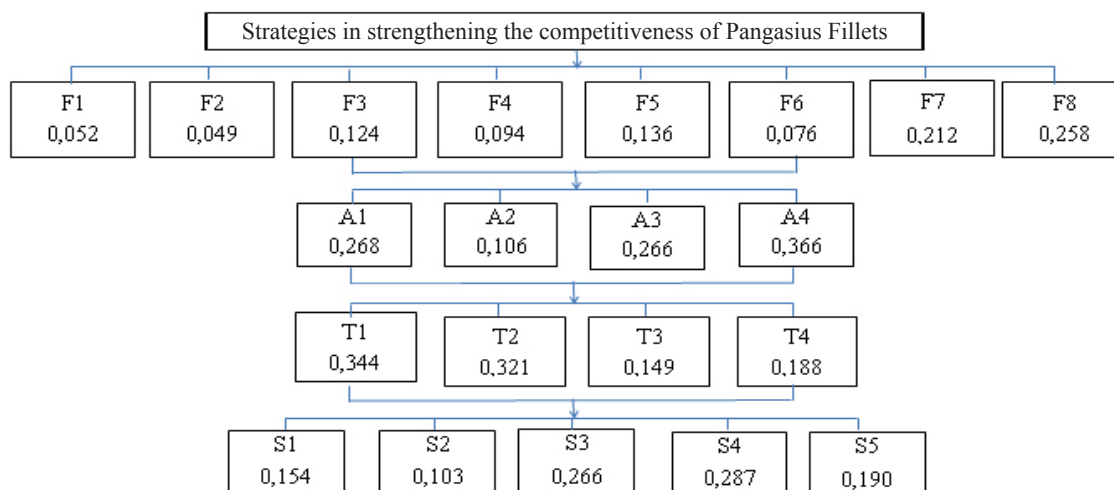 Strategies in strengthening the competitiveness of Pangasius Fillets
F1 F2 F3 F4 F5 F6 F7 F8
0,052 0,049 0,124 0,094 0,136 0,076 0,212 0,258
A1 A2 A3 A4
0,268 0,106 0,266 0,366
T1 T2 T3 T4
0,344 0,321 0,149 0,188
S1 S2 S3 S4 S5
0,154 0,103 0,266 0,287 0,190